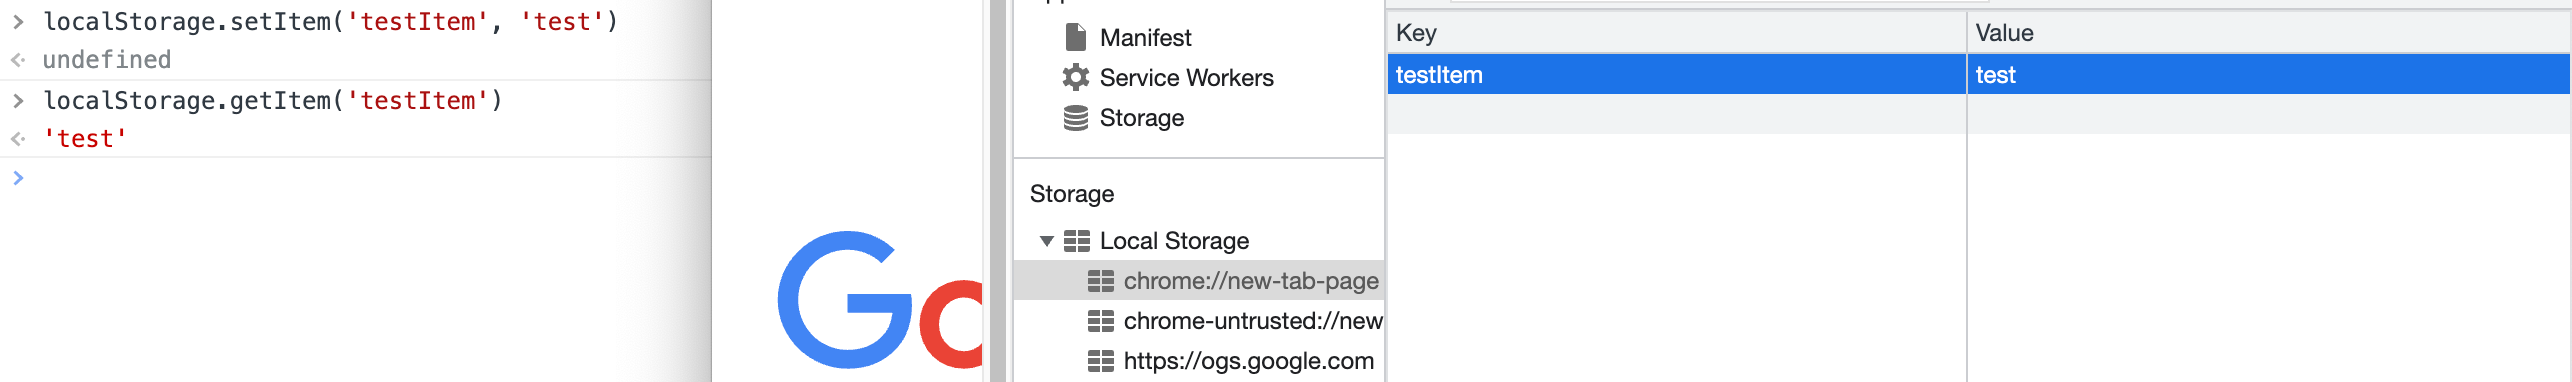 > localStorage.setItem('testItem', 'test')
undefined
> localStorage.getItem('testItem')
'test'
>
Go
Manifest
Service Workers
Storage
Storage
Local Storage
chrome://new-tab-page
chrome-untrusted://new
https://ogs.google.com
Key Value
testItem test